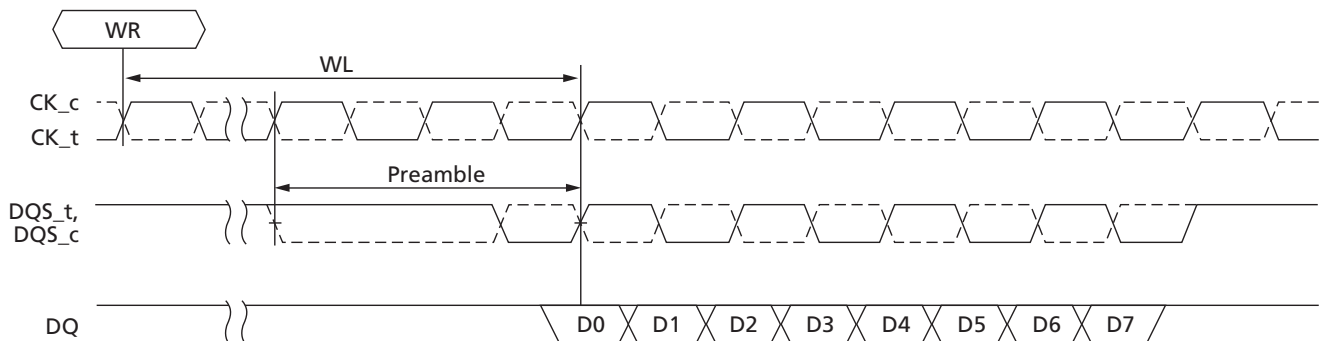 WR
WL
CK_c
CK_t
Preamble
DQS_t,
DQS_c
DQ
D0 D1 D2 D3 D4 D5 D6 D7